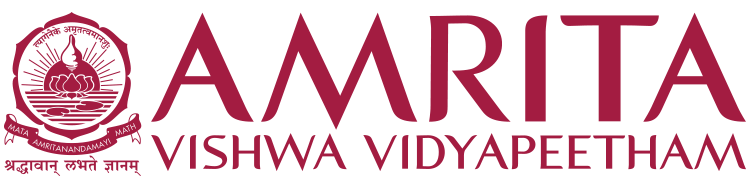 त्यागेनैके अमृतत्वमानशुः
MATA AMRITANANDAMAYI MATH
श्रद्धावान् लभते ज्ञानम्
AMRITA
VISHWA VIDYAPEETHAM